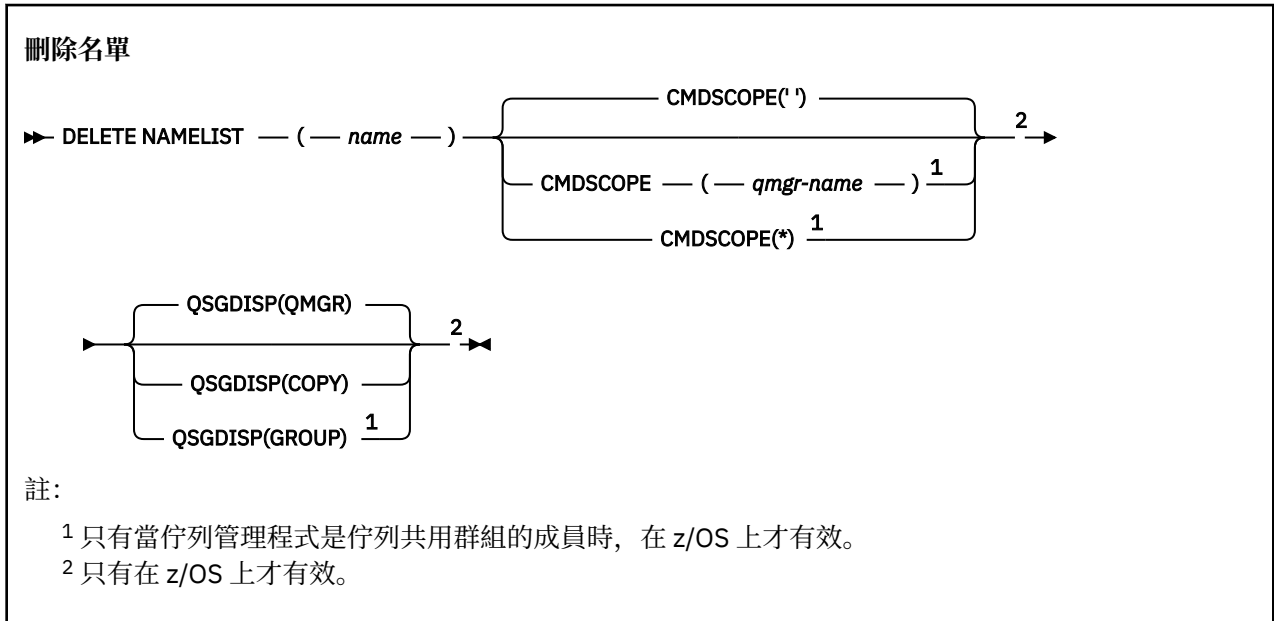 刪除名單
CMDSCOPE(' ')
DELETE NAMELIST ( name ) 2
CMDSCOPE ( qmgr-name ) 1
CMDSCOPE(*) 1
QSGDISP(QMGR)
2
QSGDISP(COPY)
QSGDISP(GROUP) 1
註：
1 只有當佇列管理程式是佇列共用群組的成員時，在 z/OS 上才有效。
2 只有在 z/OS 上才有效。